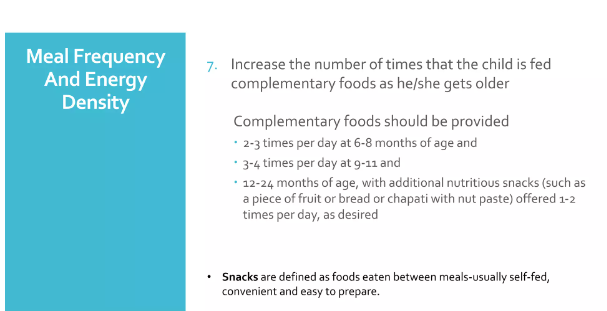 Meal Frequency
And Energy
Density
7. Increase the number of times that the child is fed
complementary foods as he/she gets older
Complementary foods should be provided
• 2-3 times per day at 6-8 months of age and
• 3-4 times per day at 9-11 and
• 12-24 months of age, with additional nutritious snacks (such as
a piece of fruit or bread or chapati with nut paste) offered 1-2
times per day, as desired
• Snacks are defined as foods eaten between meals-usually self-fed,
convenient and easy to prepare.